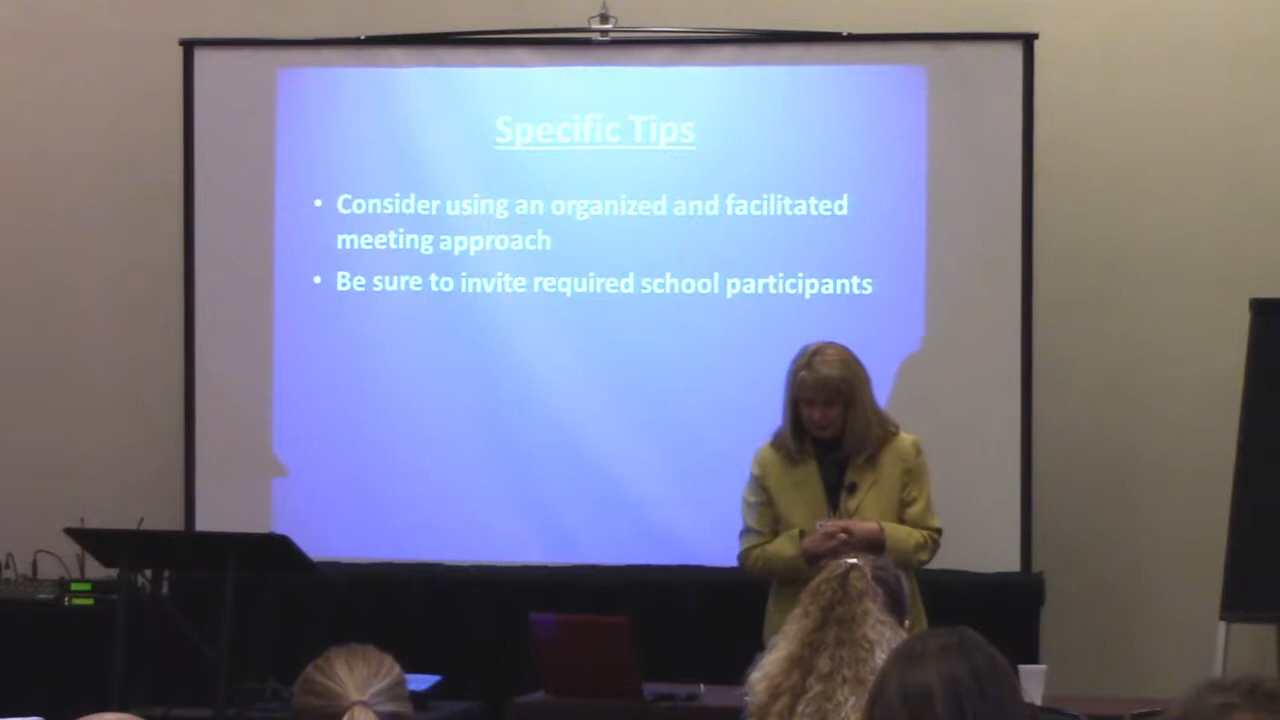 Specific Tips
• Consider using an organized and facilitated
meeting approach
• Be sure to invite required school participants